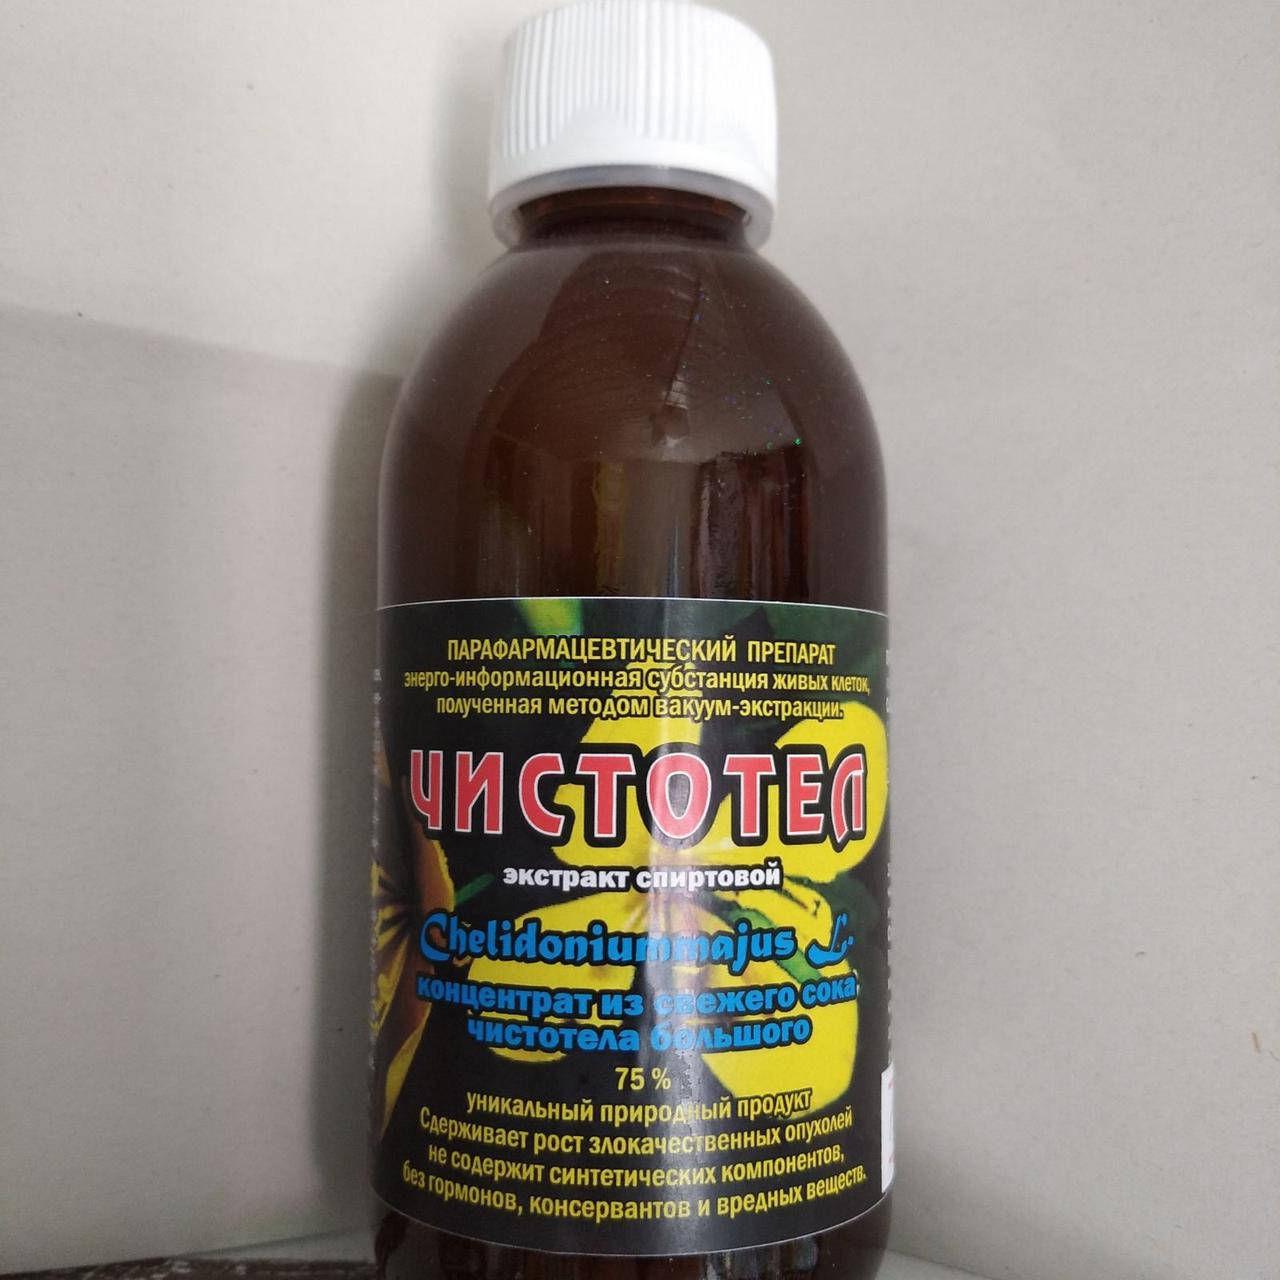 ПАРАФАРМАЦЕВТИЧЕСКИЙ ПРЕПАРАТ
энерго-информационная субстанция живых клеток,
полученная методом вакуум-экстракции.
ЧИСТОТЕЛ
экстракт спиртовой
Chelidoniummajus L.
концентрат из свежего сока
чистотела большого
75 %
уникальный природный продукт
Сдерживает рост злокачественных опухолей
не содержит синтетических компонентов,
без гормонов, консервантов и вредных веществ.